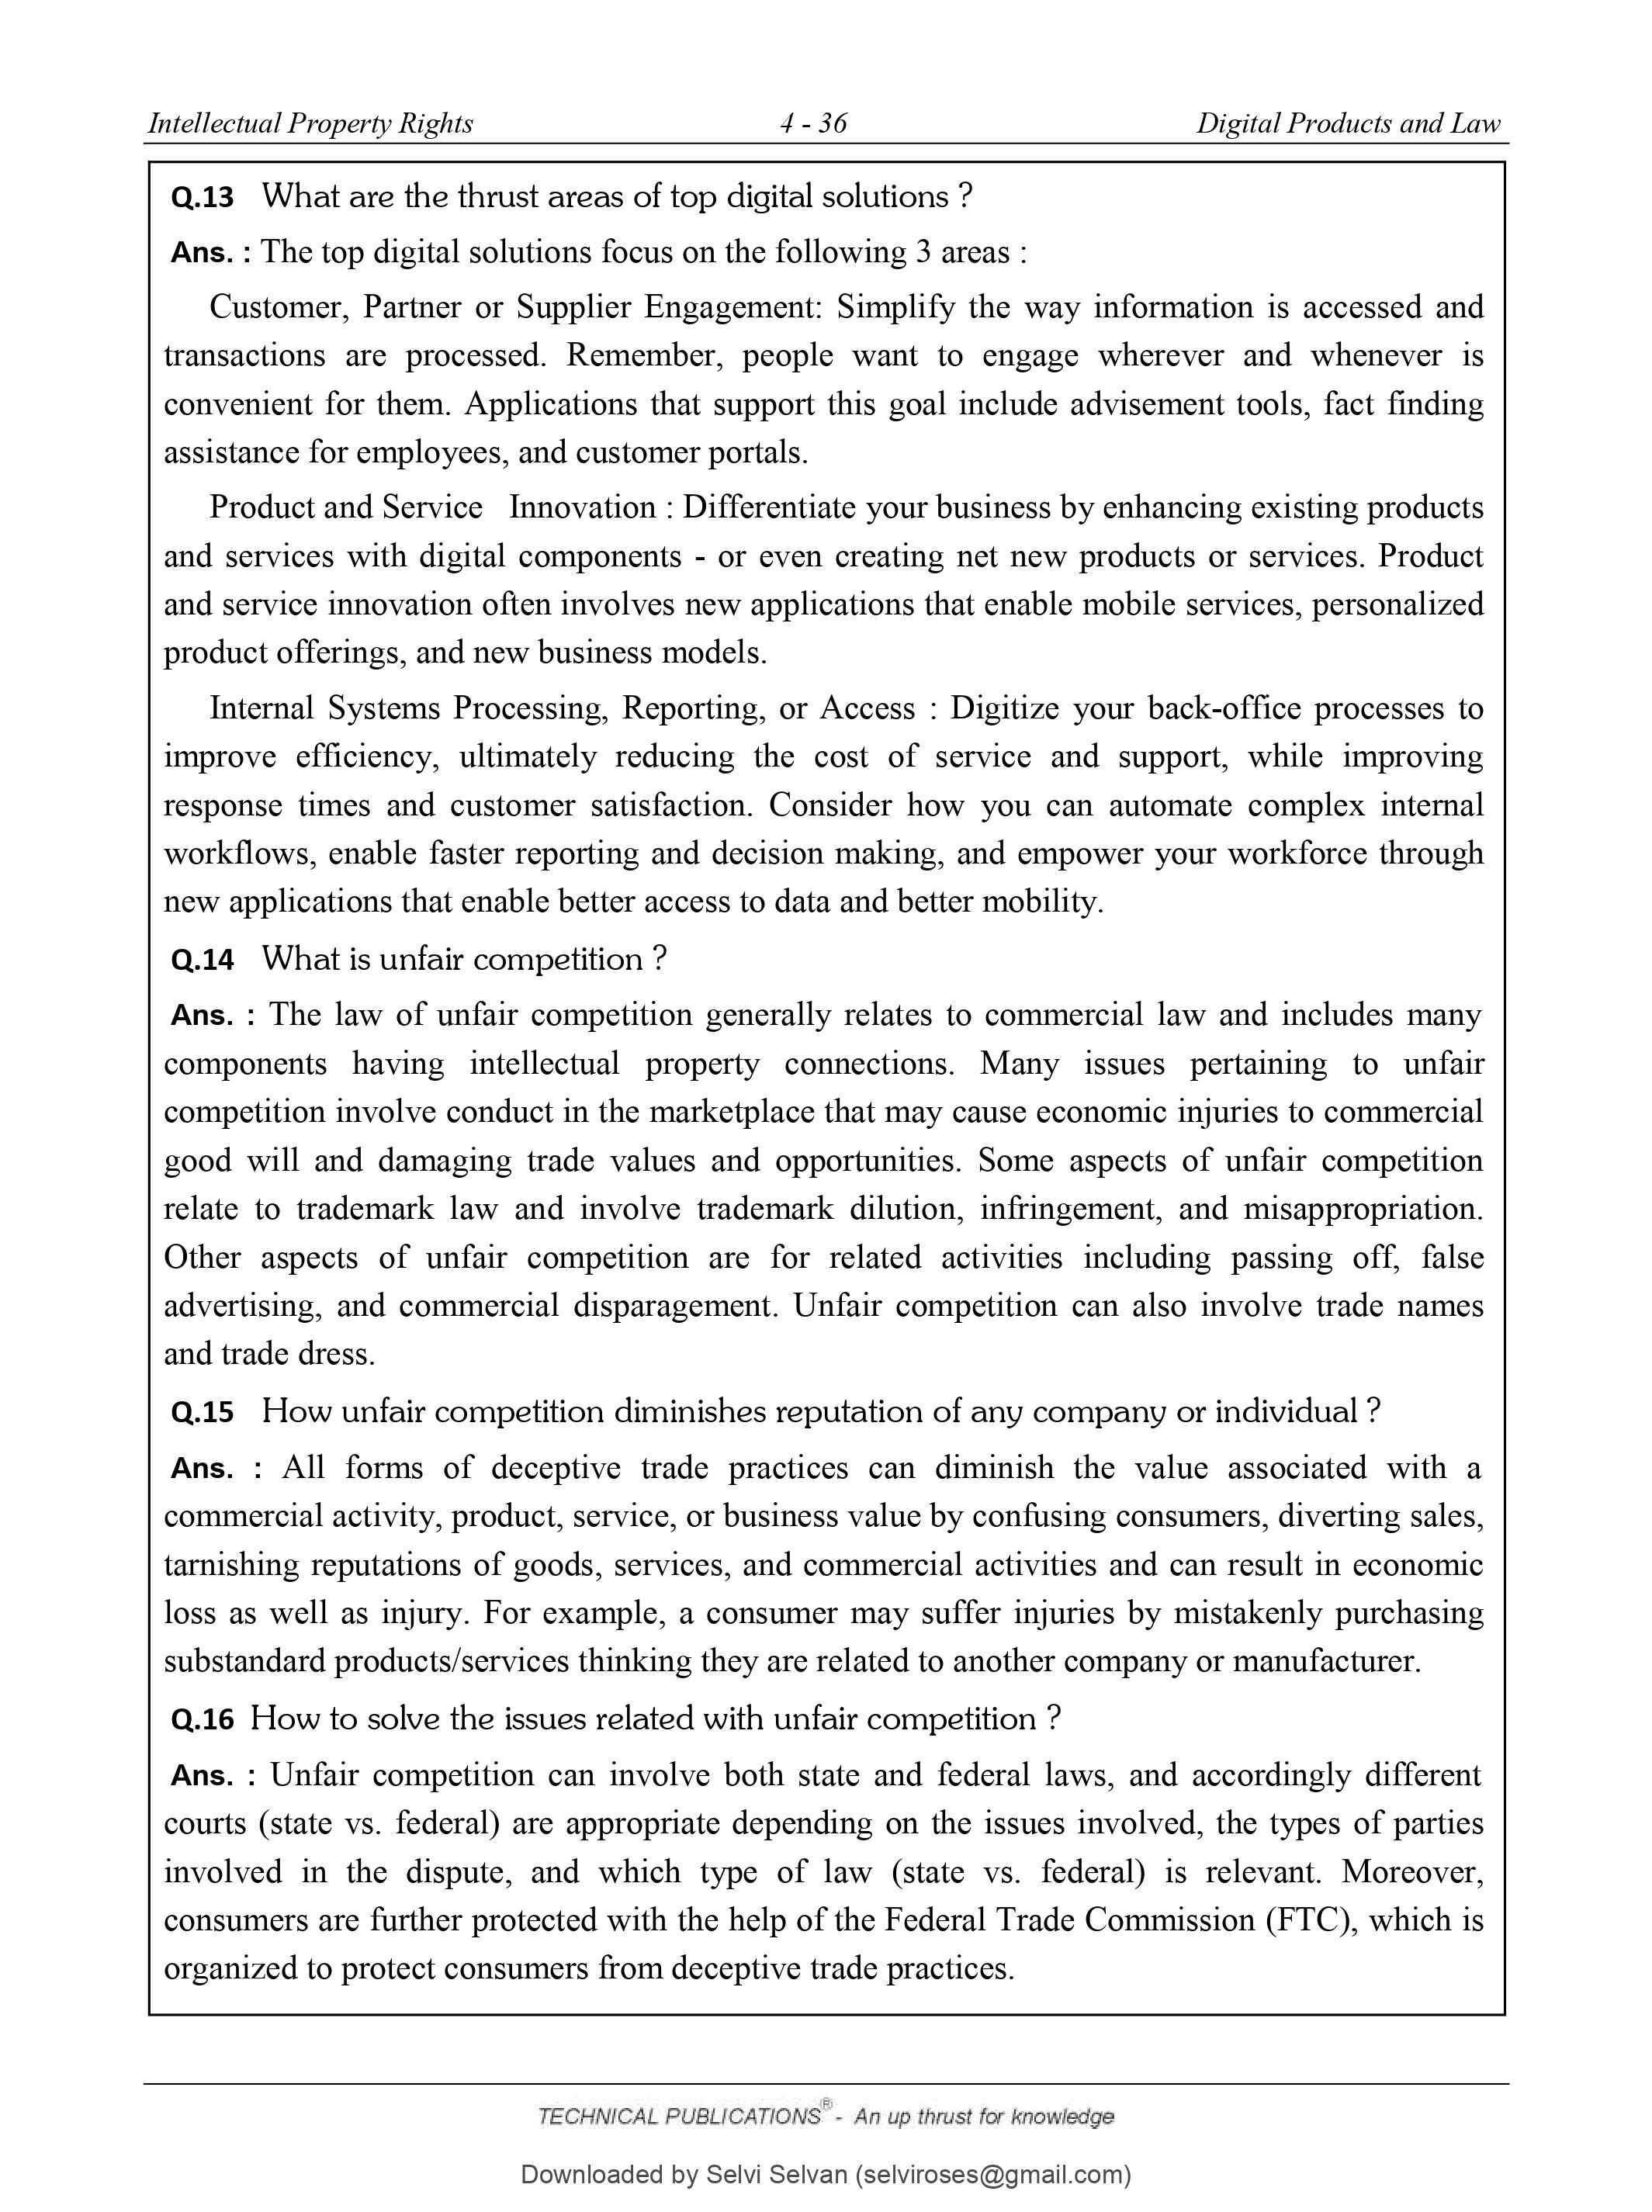 Intellectual Property Rights 4 - 36 Digital Products and Law
Q.13 What are the thrust areas of top digital solutions ?
Ans. : The top digital solutions focus on the following 3 areas :
Customer, Partner or Supplier Engagement: Simplify the way information is accessed and
transactions are processed. Remember, people want to engage wherever and whenever is
convenient for them. Applications that support this goal include advisement tools, fact finding
assistance for employees, and customer portals.
Product and Service Innovation : Differentiate your business by enhancing existing products
and services with digital components - or even creating net new products or services. Product
and service innovation often involves new applications that enable mobile services, personalized
product offerings, and new business models.
Internal Systems Processing, Reporting, or Access : Digitize your back-office processes to
improve efficiency, ultimately reducing the cost of service and support, while improving
response times and customer satisfaction. Consider how you can automate complex internal
workflows, enable faster reporting and decision making, and empower your workforce through
new applications that enable better access to data and better mobility.
Q.14 What is unfair competition ?
Ans. : The law of unfair competition generally relates to commercial law and includes many
components having intellectual property connections. Many issues pertaining to unfair
competition involve conduct in the marketplace that may cause economic injuries to commercial
good will and damaging trade values and opportunities. Some aspects of unfair competition
relate to trademark law and involve trademark dilution, infringement, and misappropriation.
Other aspects of unfair competition are for related activities including passing off, false
advertising, and commercial disparagement. Unfair competition can also involve trade names
and trade dress.
Q.15 How unfair competition diminishes reputation of any company or individual ?
Ans. : All forms of deceptive trade practices can diminish the value associated with a
commercial activity, product, service, or business value by confusing consumers, diverting sales,
tarnishing reputations of goods, services, and commercial activities and can result in economic
loss as well as injury. For example, a consumer may suffer injuries by mistakenly purchasing
substandard products/services thinking they are related to another company or manufacturer.
Q.16 How to solve the issues related with unfair competition ?
Ans. : Unfair competition can involve both state and federal laws, and accordingly different
courts (state vs. federal) are appropriate depending on the issues involved, the types of parties
involved in the dispute, and which type of law (state vs. federal) is relevant. Moreover,
consumers are further protected with the help of the Federal Trade Commission (FTC), which is
organized to protect consumers from deceptive trade practices.
TECHNICAL PUBLICATIONS® - An up thrust for knowledge
Downloaded by Selvi Selvan (selviroses@gmail.com)